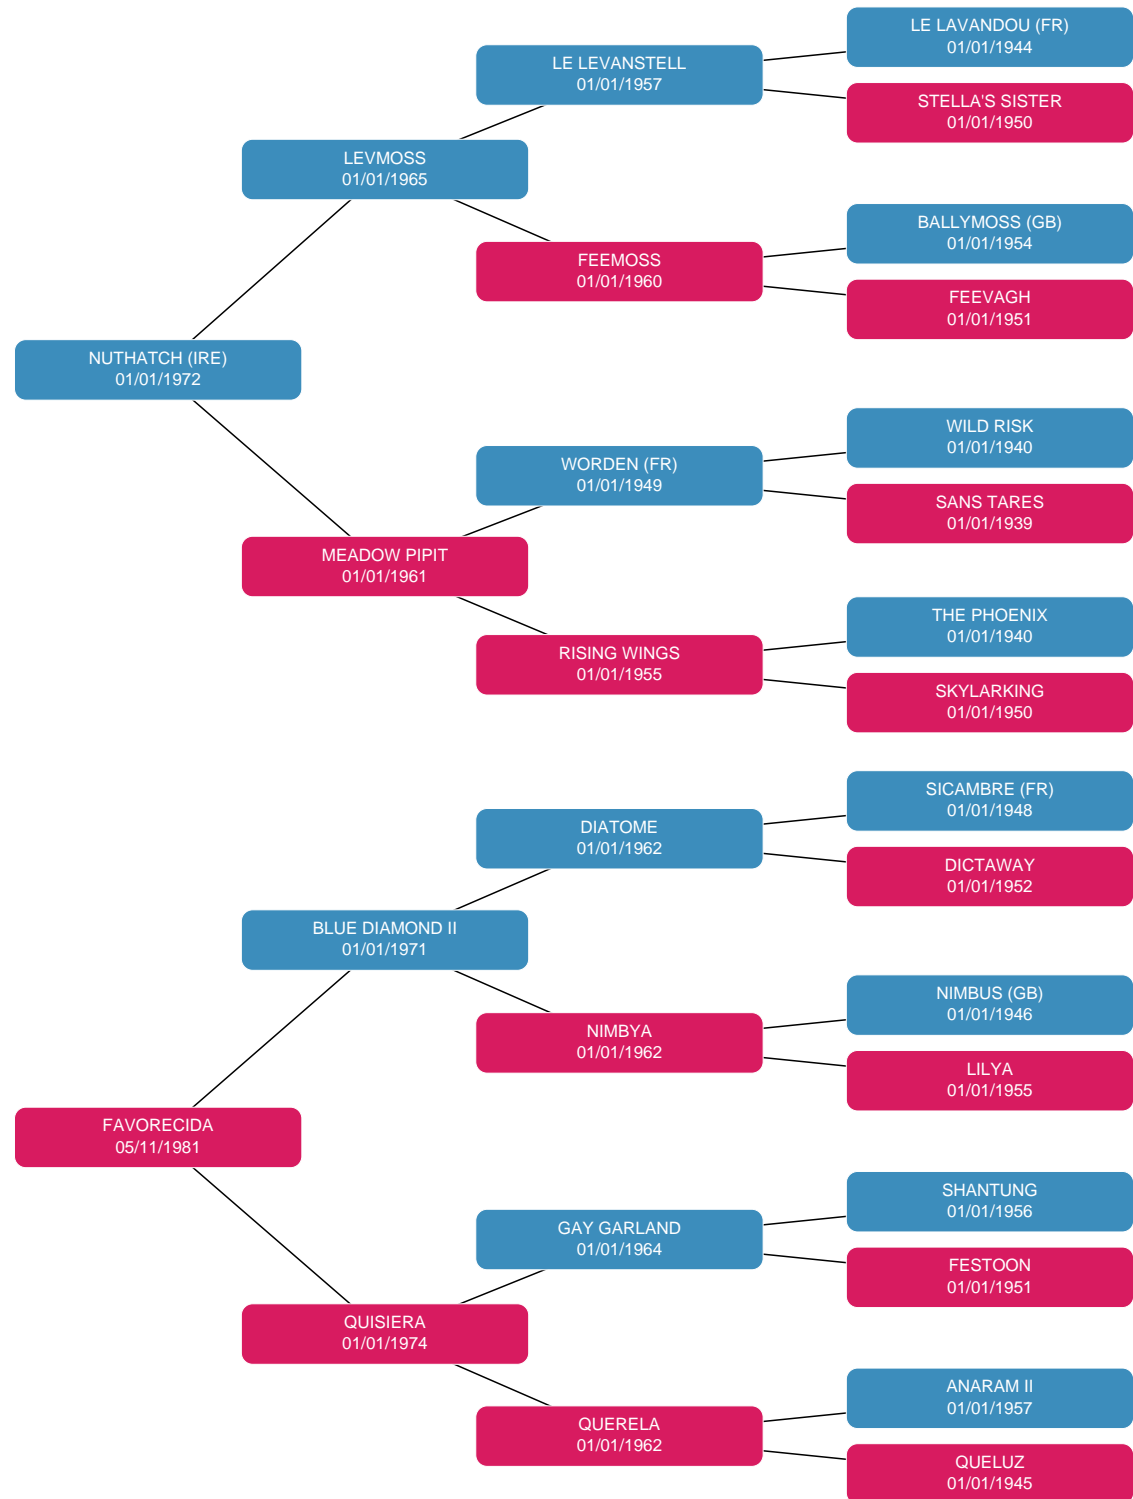 LE LAVANDOU (FR)
01/01/1944
LE LEVANSTELL
01/01/1957
STELLA'S SISTER
01/01/1950
LEVMOSS
01/01/1965
BALLYMOSS (GB)
01/01/1954
FEEMOSS
01/01/1960
FEEVAGH
01/01/1951
NUTHATCH (IRE)
01/01/1972
WILD RISK
01/01/1940
WORDEN (FR)
01/01/1949
SANS TARES
01/01/1939
MEADOW PIPIT
01/01/1961
THE PHOENIX
01/01/1940
RISING WINGS
01/01/1955
SKYLARKING
01/01/1950
SICAMBRE (FR)
01/01/1948
DIATOME
01/01/1962
DICTAWAY
01/01/1952
BLUE DIAMOND II
01/01/1971
NIMBUS (GB)
01/01/1946
NIMBYA
01/01/1962
LILYA
01/01/1955
FAVORECIDA
05/11/1981
SHANTUNG
01/01/1956
GAY GARLAND
01/01/1964
FESTOON
01/01/1951
QUISIERA
01/01/1974
ANARAM II
01/01/1957
QUERELA
01/01/1962
QUELUZ
01/01/1945